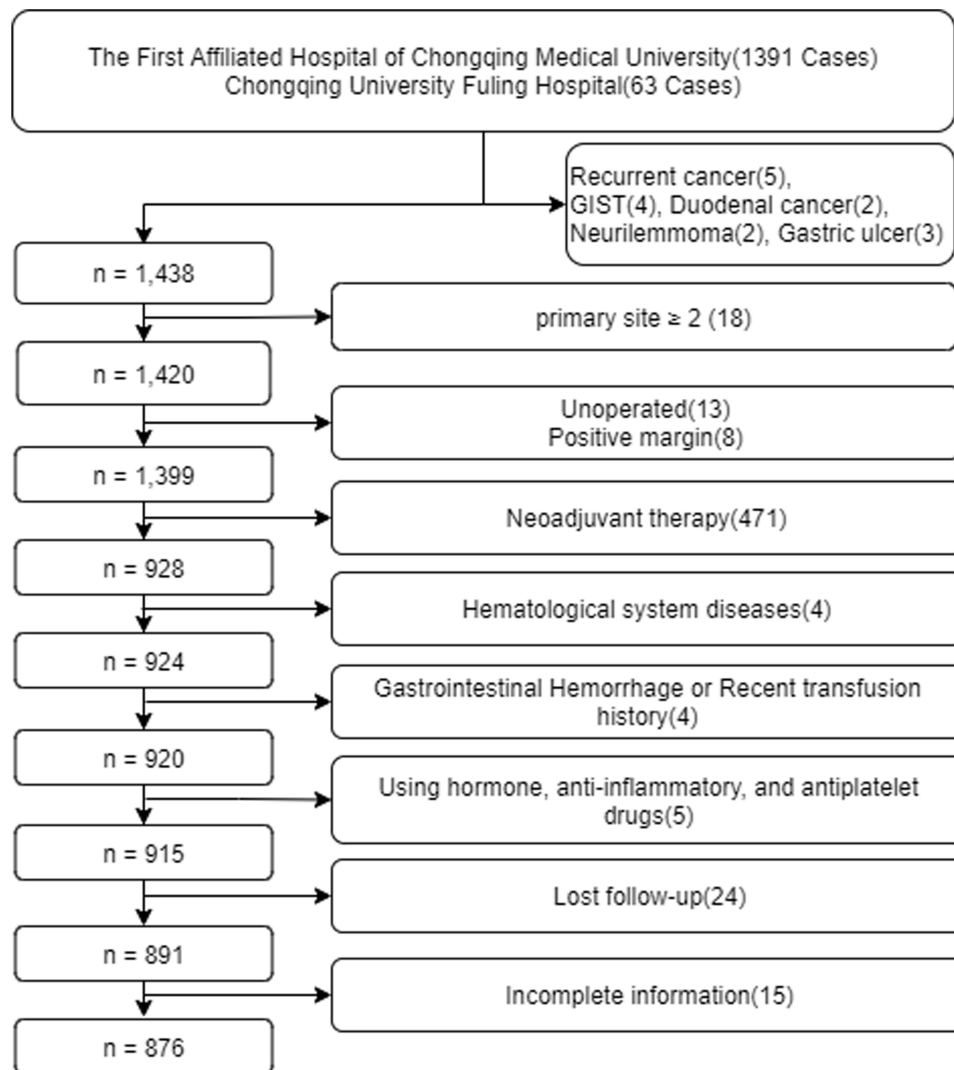 The First Affiliated Hospital of Chongqing Medical University(1391 Cases)
Chongqing University Fuling Hospital(63 Cases)
Recurrent cancer(5),
GIST(4), Duodenal cancer(2),
Neurilemmoma(2), Gastric ulcer(3)
n = 1,438
primary site ≥ 2 (18)
n = 1,420
Unoperated(13)
Positive margin(8)
n = 1,399
Neoadjuvant therapy(471)
n = 928
Hematological system diseases(4)
n = 924
Gastrointestinal Hemorrhage or Recent transfusion
history(4)
n = 920
Using hormone, anti-inflammatory, and antiplatelet
drugs(5)
n = 915
Lost follow-up(24)
n = 891
Incomplete information(15)
n = 876